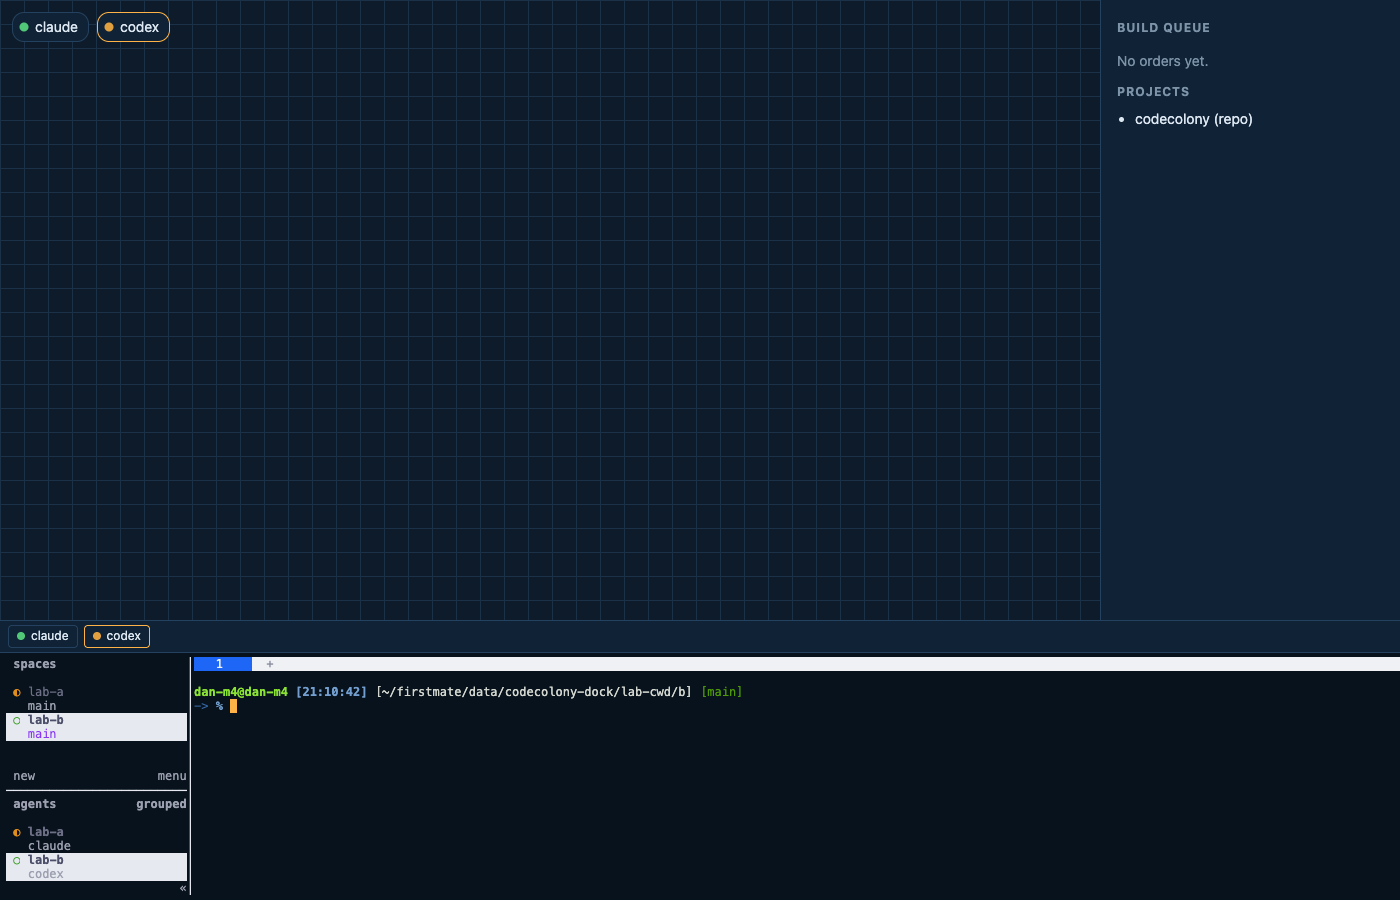 claude codex
BUILD QUEUE
No orders yet.
PROJECTS
• codecolony (repo)
claude codex
spaces
lab-a
main
lab-b
main
new menu
agents grouped
lab-a
claude
lab-b
codex
«
1 +
dan-m4@dan-m4 [21:10:42] [~/firstmate/data/codecolony-dock/lab-cwd/b] [main]
-> %